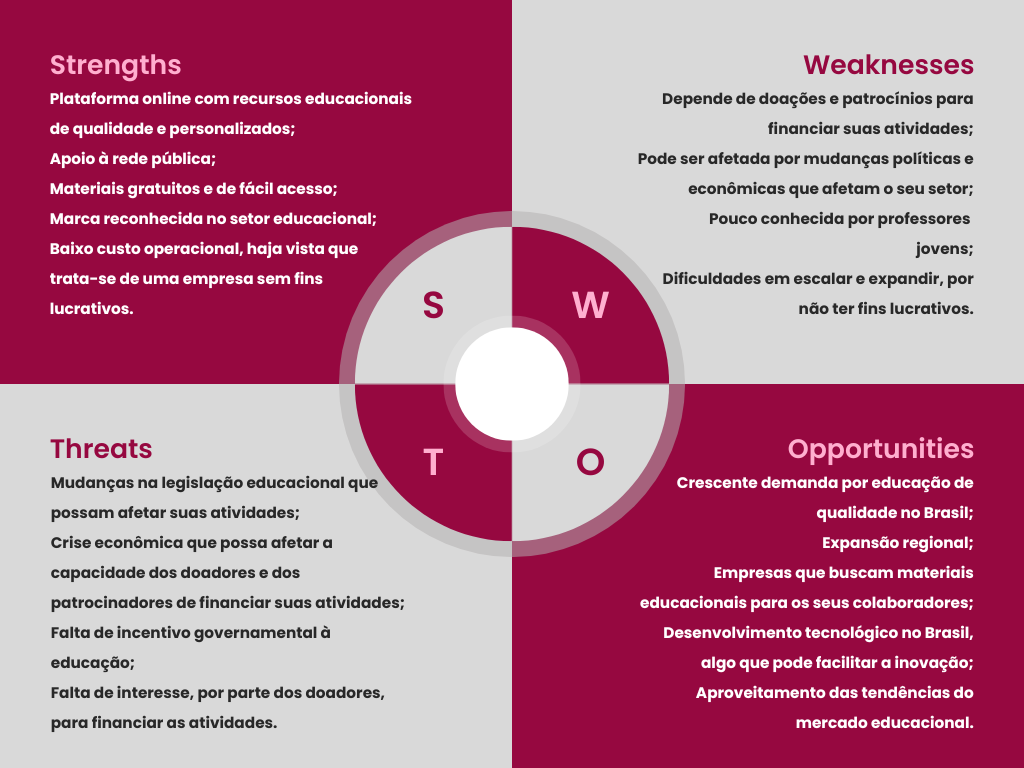 Strengths
Plataforma online com recursos educacionais
de qualidade e personalizados;
Apoio à rede pública;
Materiais gratuitos e de fácil acesso;
Marca reconhecida no setor educacional;
Baixo custo operacional, haja vista que
trata-se de uma empresa sem fins
lucrativos.
Weaknesses
Depende de doações e patrocínios para
financiar suas atividades;
Pode ser afetada por mudanças políticas e
econômicas que afetam o seu setor;
Pouco conhecida por professores
jovens;
Dificuldades em escalar e expandir, por
não ter fins lucrativos.
S
W
T
O
Threats
Mudanças na legislação educacional que
possam afetar suas atividades;
Crise econômica que possa afetar a
capacidade dos doadores e dos
patrocinadores de financiar suas atividades;
Falta de incentivo governamental à
educação;
Falta de interesse, por parte dos doadores,
para financiar as atividades.
Opportunities
Crescente demanda por educação de
qualidade no Brasil;
Expansão regional;
Empresas que buscam materiais
educacionais para os seus colaboradores;
Desenvolvimento tecnológico no Brasil,
algo que pode facilitar a inovação;
Aproveitamento das tendências do
mercado educacional.